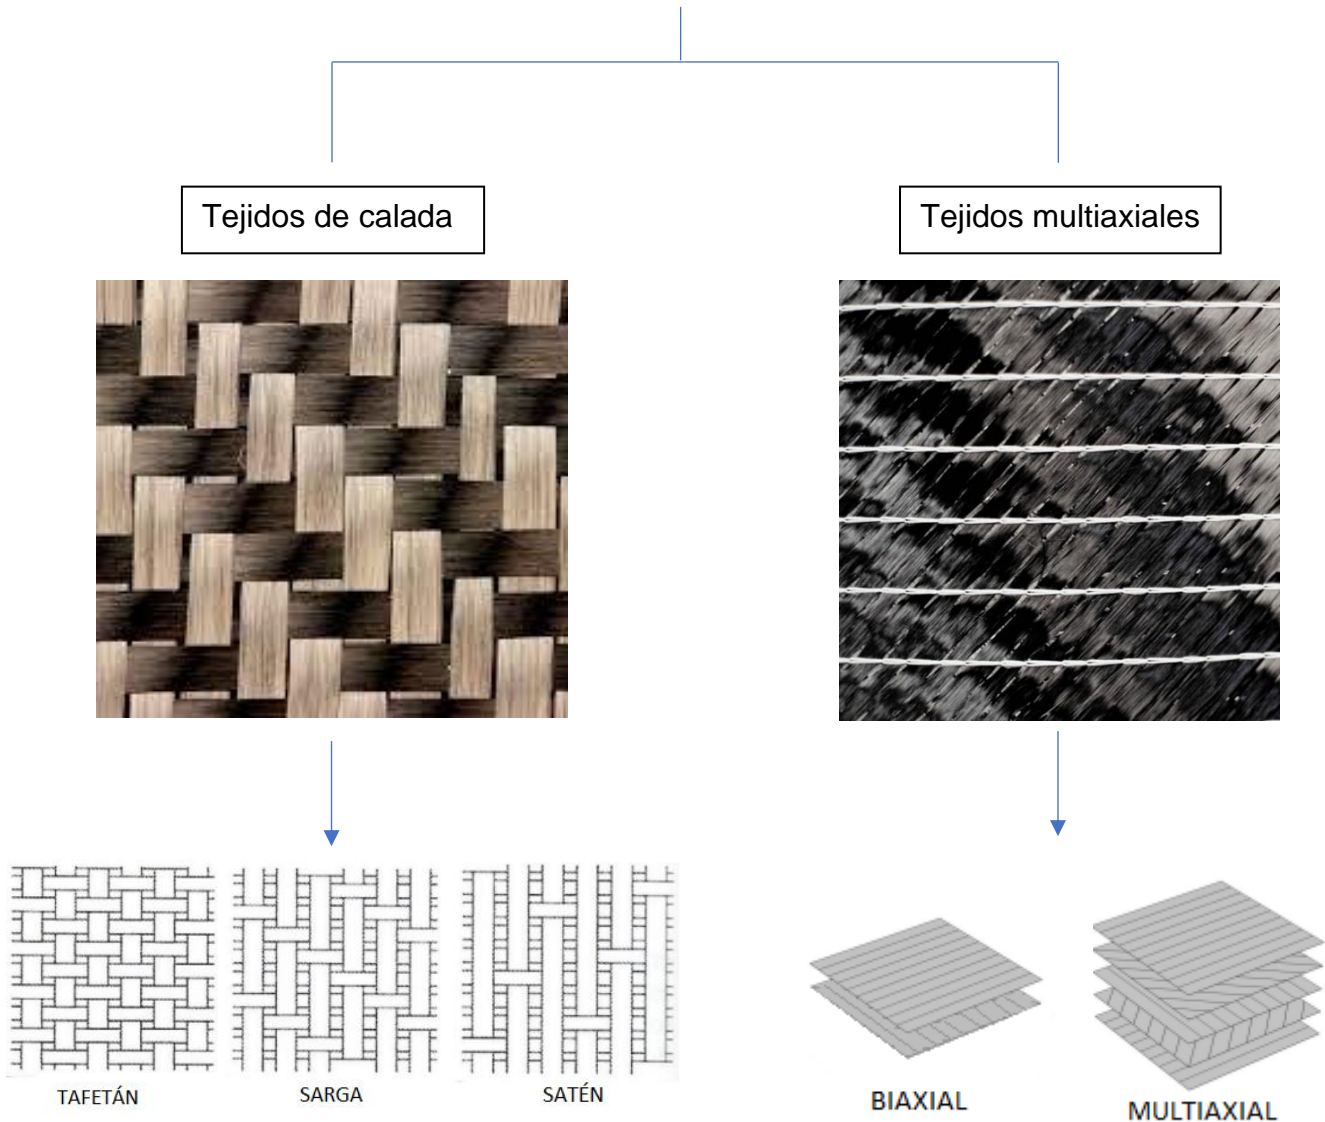 Tejidos de calada
Tejidos multiaxiales
TAFETÁN
SARGA
SATÉN
BIAXIAL
MULTIAXIAL